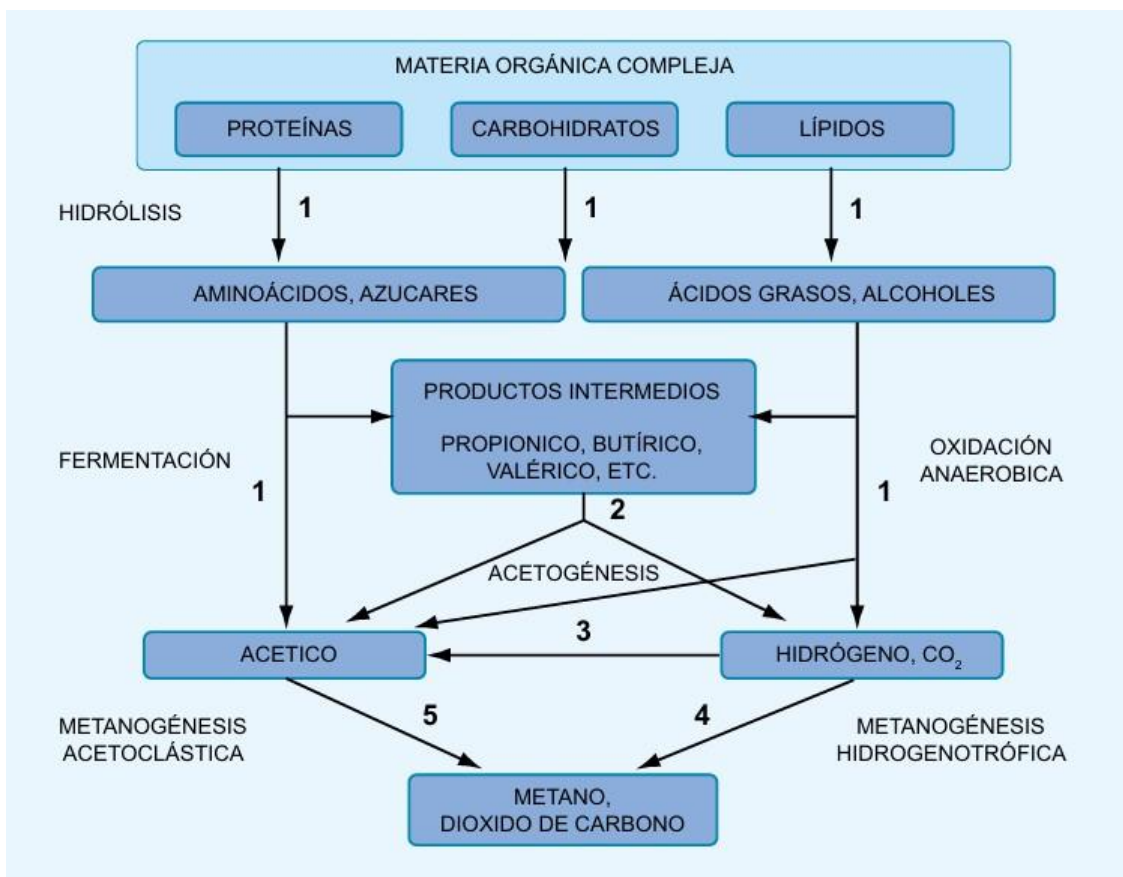 MATERIA ORGÁNICA COMPLEJA
PROTEÍNAS
CARBOHIDRATOS
LÍPIDOS
HIDRÓLISIS
1
1
1
AMINOÁCIDOS, AZUCARES
ÁCIDOS GRASOS, ALCOHOLES
PRODUCTOS INTERMEDIOS
PROPIONICO, BUTÍRICO,
VALÉRICO, ETC.
FERMENTACIÓN
1
OXIDACIÓN
ANAEROBICA
1
2
ACETOGÉNESIS
3
ACETICO
HIDRÓGENO, CO₂
METANOGÉNESIS
ACETOCLÁSTICA
5
4
METANOGÉNESIS
HIDROGENOTRÓFICA
METANO,
DIOXIDO DE CARBONO